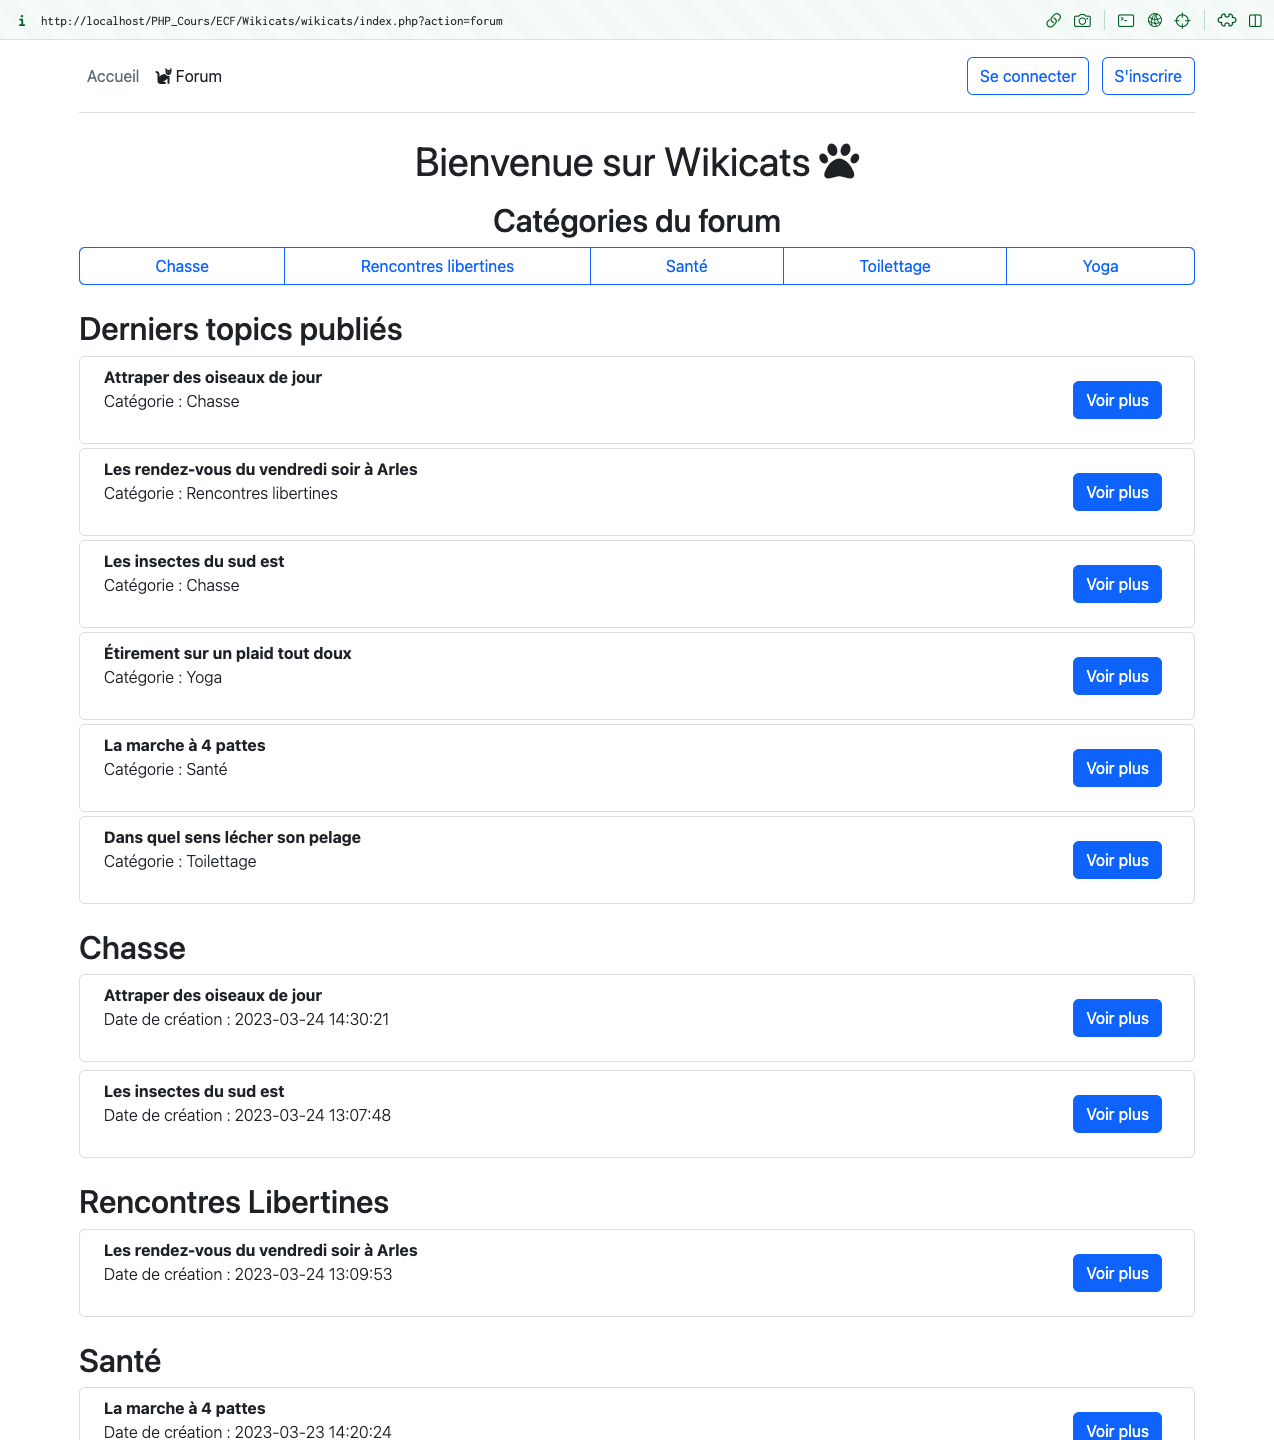 http://localhost/PHP_Cours/ECF/Wikicats/wikicats/index.php?action=forum
Accueil Forum Se connecter S'inscrire
Bienvenue sur Wikicats
Catégories du forum
Chasse Rencontres libertines Santé Toilettage Yoga
Derniers topics publiés
Attraper des oiseaux de jour
Catégorie : Chasse
Voir plus
Les rendez-vous du vendredi soir à Arles
Catégorie : Rencontres libertines
Voir plus
Les insectes du sud est
Catégorie : Chasse
Voir plus
Étirement sur un plaid tout doux
Catégorie : Yoga
Voir plus
La marche à 4 pattes
Catégorie : Santé
Voir plus
Dans quel sens lécher son pelage
Catégorie : Toilettage
Voir plus
Chasse
Attraper des oiseaux de jour
Date de création : 2023-03-24 14:30:21
Voir plus
Les insectes du sud est
Date de création : 2023-03-24 13:07:48
Voir plus
Rencontres Libertines
Les rendez-vous du vendredi soir à Arles
Date de création : 2023-03-24 13:09:53
Voir plus
Santé
La marche à 4 pattes
Date de création : 2023-03-23 14:20:24
Voir plus